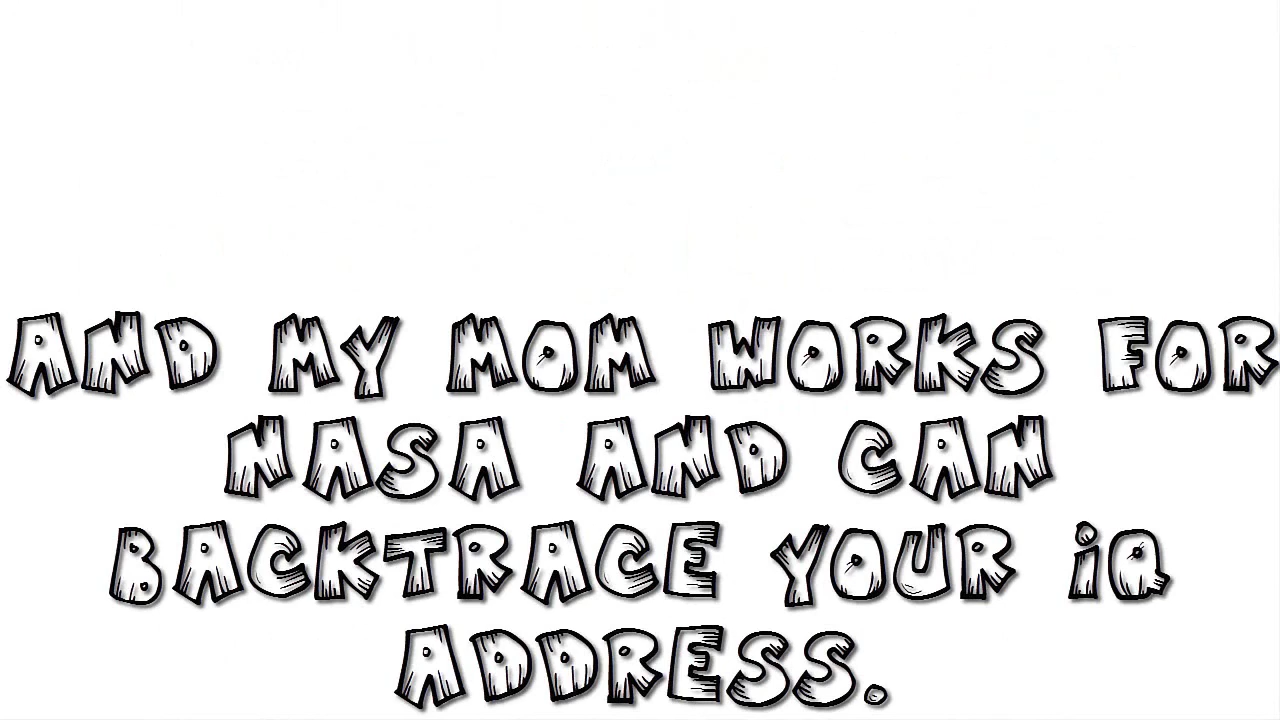 AND MY MOM WORKS FOR
NASA AND CAN
BACKTRACE YOUR iQ
ADDRESS.